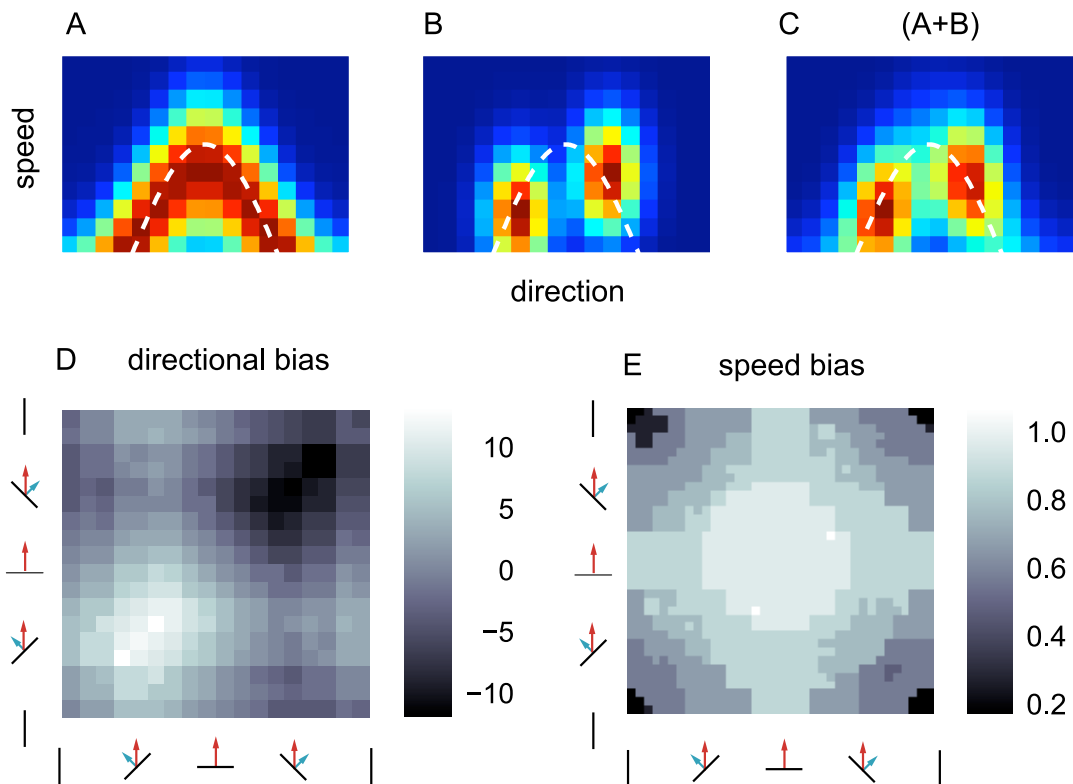 A
B
C (A+B)
speed
direction
D directional bias
E speed bias
10
5
0
−5
−10
1.0
0.8
0.6
0.4
0.2